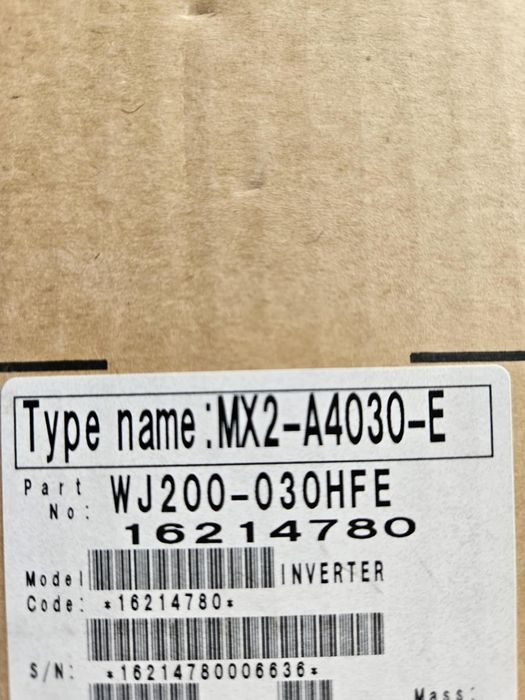 Type name:MX2-A4030-E
Part No: WJ200-030HFE
16214780
Model Code: INVERTER
*16214780*
S/N: *16214780006636*
Mass: